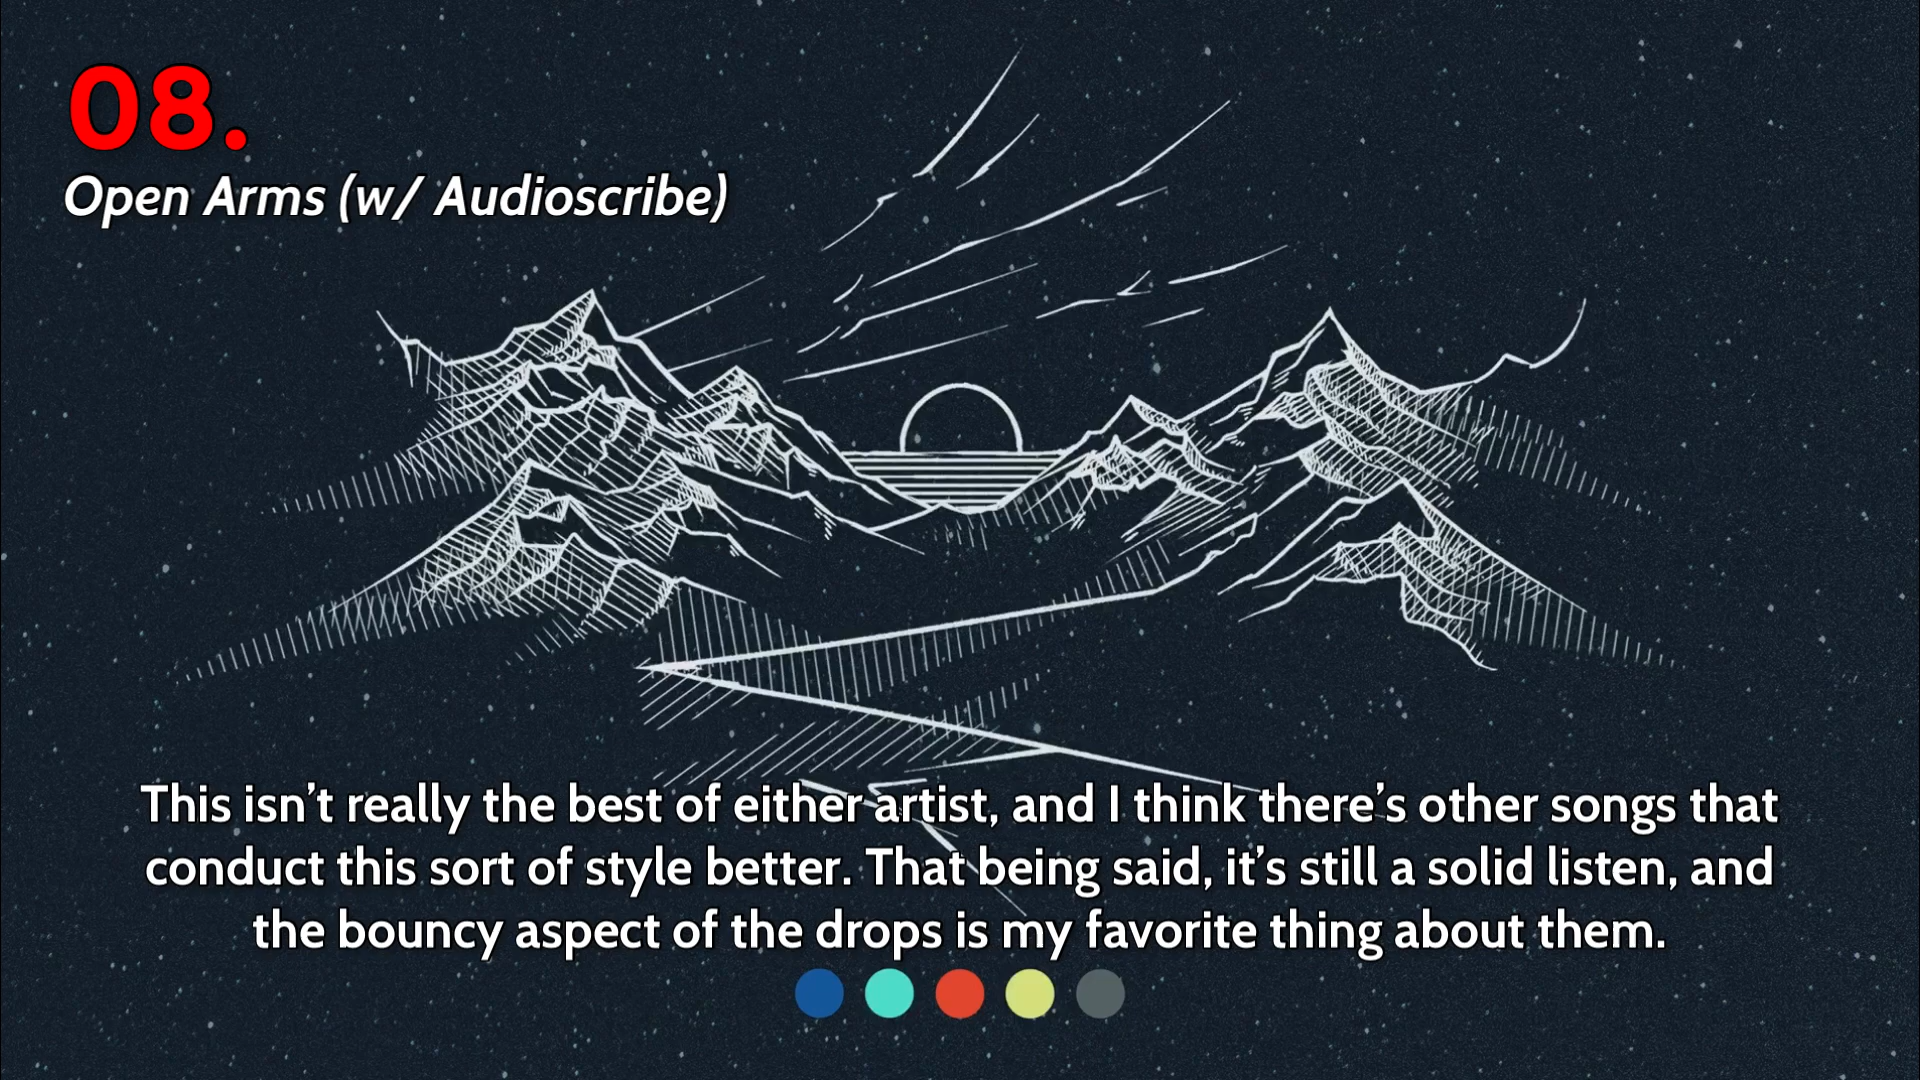 08.
Open Arms (w/ Audioscribe)
This isn’t really the best of either artist, and I think there’s other songs that
conduct this sort of style better. That being said, it’s still a solid listen, and
the bouncy aspect of the drops is my favorite thing about them.